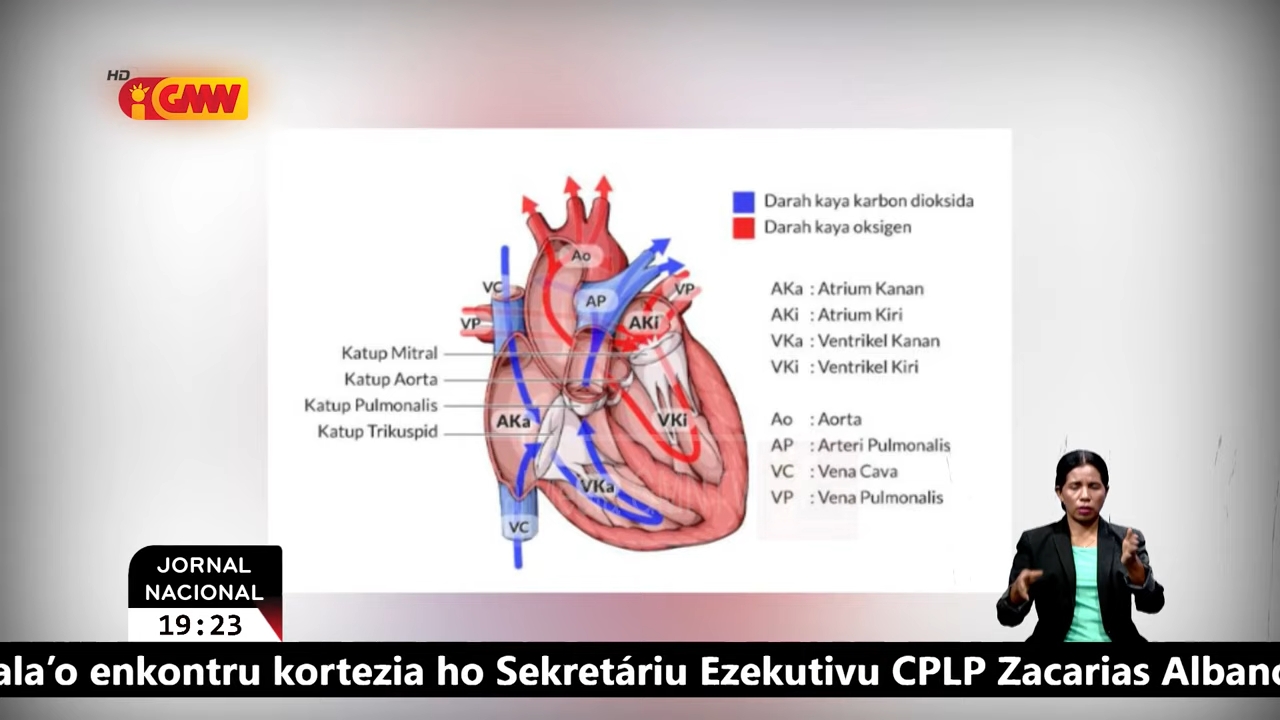 HD
GMN
Darah kaya karbon dioksida
Darah kaya oksigen
Ao
VC
AP
VP
VP
AKi
AKa : Atrium Kanan
AKi : Atrium Kiri
VKa : Ventrikel Kanan
VKi : Ventrikel Kiri
Katup Mitral
Katup Aorta
Katup Pulmonalis
Katup Trikuspid
AKa
VKi
VKa
VC
Ao : Aorta
AP : Arteri Pulmonalis
VC : Vena Cava
VP : Vena Pulmonalis
JORNAL
NACIONAL
19:23
ala’o enkontru kortezia ho Sekretáriu Ezekutivu CPLP Zacarias Albano